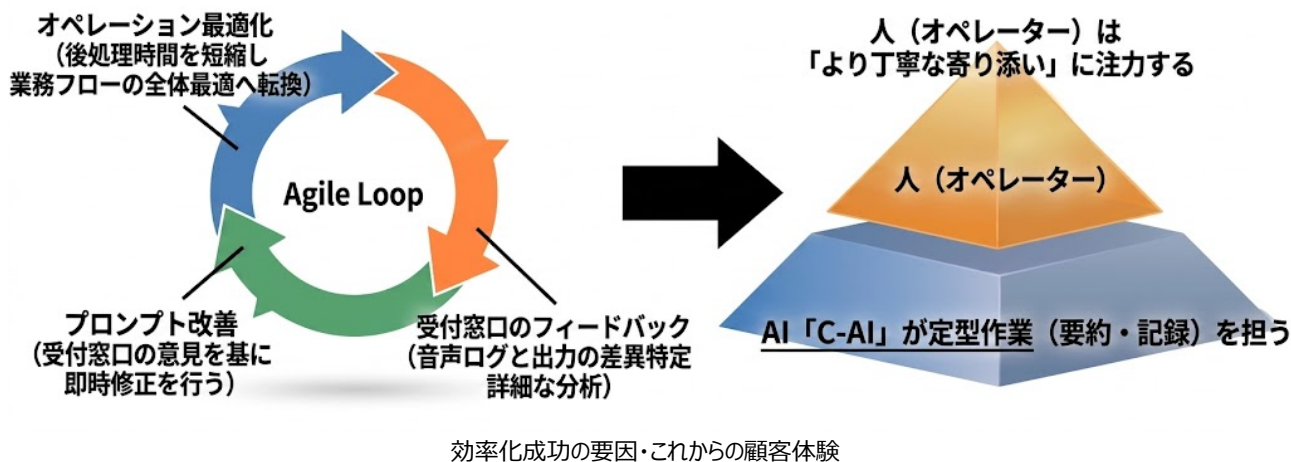 オペレーション最適化
(後処理時間を短縮し
業務フローの全体最適へ転換)
Agile Loop
プロンプト改善
(受付窓口の意見を基に
即時修正を行う)
受付窓口のフィードバック
(音声ログと出力の差異特定
詳細な分析)
人(オペレーター)は
「より丁寧な寄り添い」に注力する
人(オペレーター)
AI「C-AI」が定型作業(要約・記録)を担う
効率化成功の要因・これからの顧客体験